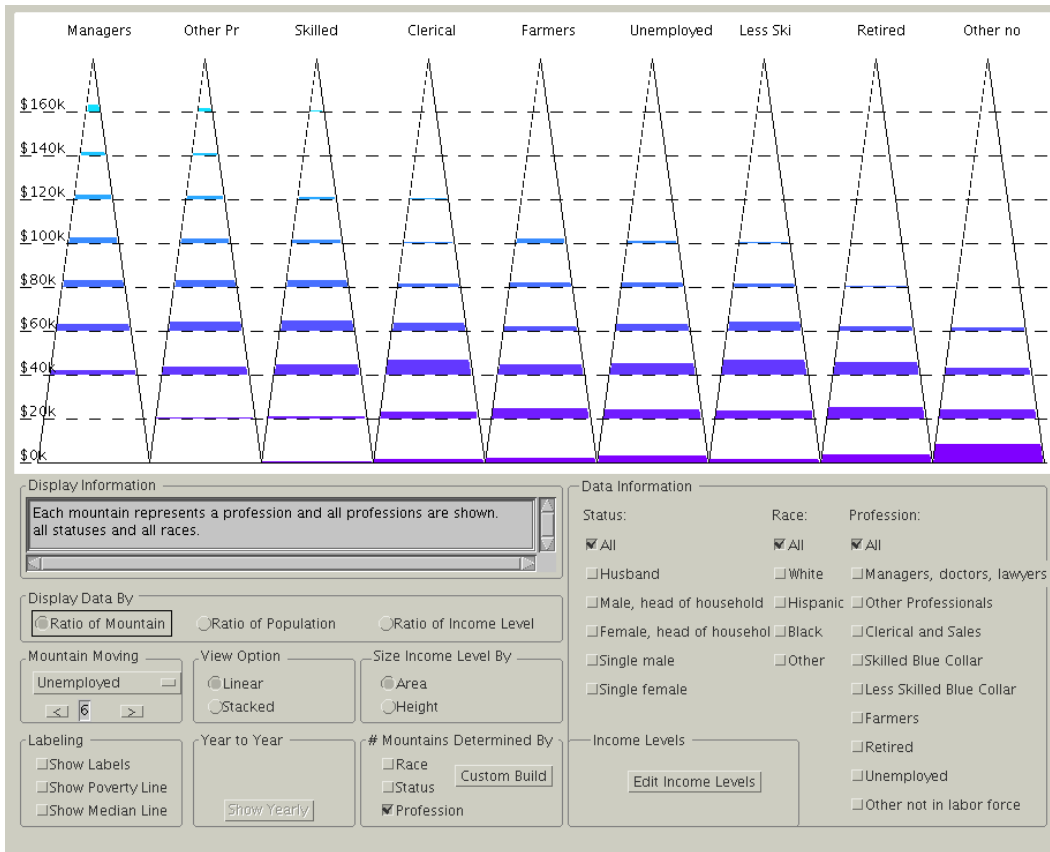 Managers Other Pr Skilled Clerical Farmers Unemployed Less Ski Retired Other no
$160k
$140k
$120k
$100k
$80k
$60k
$40k
$20k
$0k
Display Information
Each mountain represents a profession and all professions are shown.
all statuses and all races.
Display Data By
Ratio of Mountain Ratio of Population Ratio of Income Level
Mountain Moving
Unemployed
< 6 >
View Option
Linear
Stacked
Size Income Level By
Area
Height
Labeling
Show Labels
Show Poverty Line
Show Median Line
Year to Year
Show Yearly
# Mountains Determined By
Race
Status
Profession
Custom Build
Income Levels
Edit Income Levels
Data Information
Status:
All
Husband
Male, head of household
Female, head of househol
Single male
Single female
Race:
All
White
Hispanic
Black
Other
Profession:
All
Managers, doctors, lawyers
Other Professionals
Clerical and Sales
Skilled Blue Collar
Less Skilled Blue Collar
Farmers
Retired
Unemployed
Other not in labor force